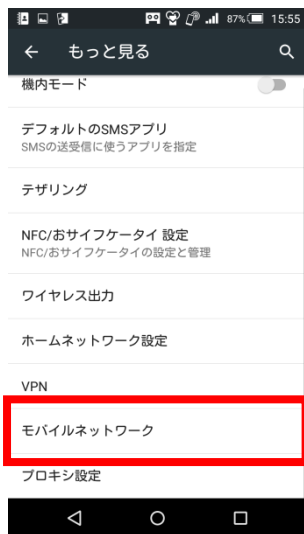 87% 15:55
もっと見る
機内モード
デフォルトのSMSアプリ
SMSの送受信に使うアプリを指定
テザリング
NFC/おサイフケータイ 設定
NFC/おサイフケータイの設定と管理
ワイヤレス出力
ホームネットワーク設定
VPN
モバイルネットワーク
プロキシ設定